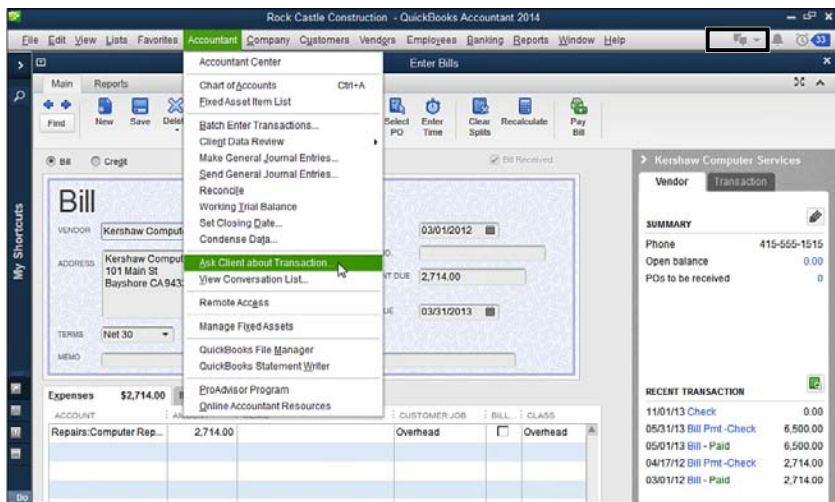 Rock Castle Construction - QuickBooks Accountant 2014
File Edit View Lists Favorites Accountant Company Customers Vendors Employees Banking Reports Window Help
33
Enter Bills
Main Reports
Find New Save Select PO Enter Time Clear Splits Recalculate Pay Bill
Accountant Center
Chart of Accounts Ctrl+A
Fixed Asset Item List
Batch Enter Transactions...
Client Data Review
Make General Journal Entries...
Send General Journal Entries...
Reconcile
Working Trial Balance
Set Closing Date...
Condense Data...
Ask Client about Transaction...
View Conversation List...
Remote Access
Manage Fixed Assets
QuickBooks File Manager
QuickBooks Statement Writer
ProAdvisor Program
Online Accountant Resources
Bill Credit
Bill Received
Bill
VENDOR Kershaw Comput
03/01/2012
ADDRESS Kershaw Comput
101 Main St
Bayshore CA 943
DUE 2,714.00
03/31/2013
TERMS Net 30
MEMO
Expenses $2,714.00
ACCOUNT CUSTOMER:JOB BILL... CLASS
Repairs:Computer Rep... 2,714.00 Overhead Overhead
My Shortcuts
Do
Kershaw Computer Services
Vendor Transaction
SUMMARY
Phone 415-555-1515
Open balance 0.00
POs to be received 0
RECENT TRANSACTION
11/01/13 Check 0.00
05/31/13 Bill Pmt -Check 6,500.00
05/01/13 Bill - Paid 6,500.00
04/17/12 Bill Pmt -Check 2,714.00
03/01/12 Bill - Paid 2,714.00